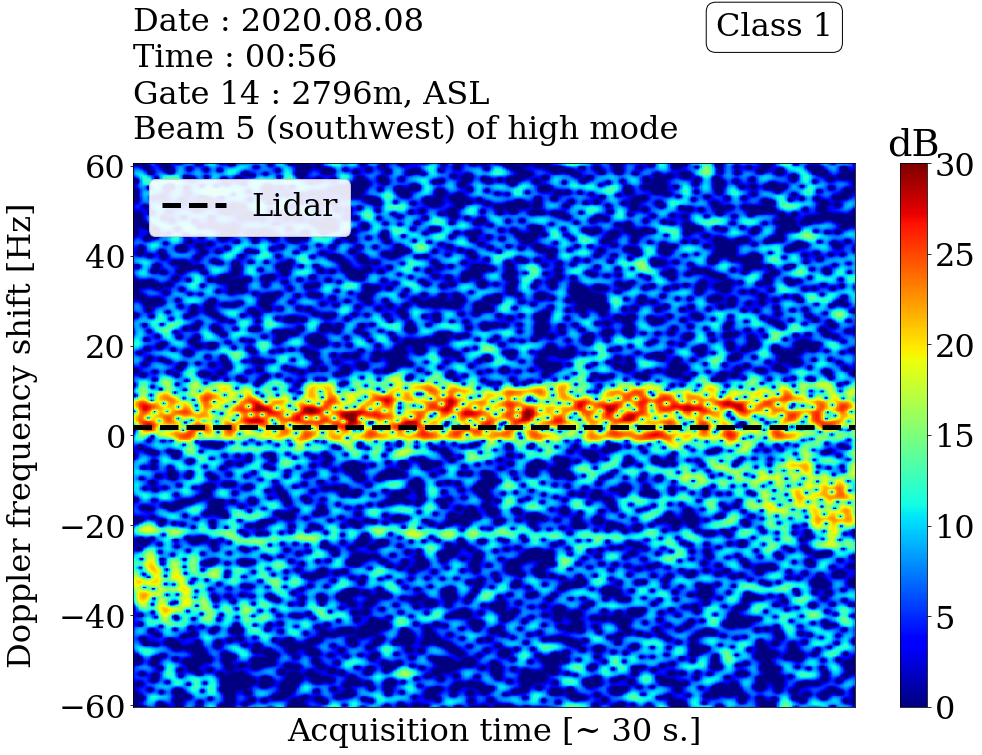 Date : 2020.08.08
Time : 00:56
Gate 14 : 2796m, ASL
Beam 5 (southwest) of high mode
Class 1
dB
Lidar
Doppler frequency shift [Hz]
60
40
20
0
−20
−40
−60
30
25
20
15
10
5
0
Acquisition time [~ 30 s.]